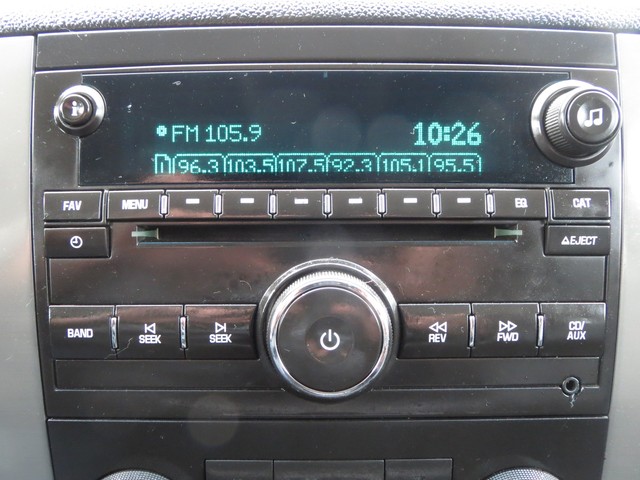 FM 105.9 10:26
1 96.3 103.5 107.5 92.3 105.1 95.5
FAV MENU EQ CAT
EJECT
BAND SEEK SEEK REV FWD CD/
AUX